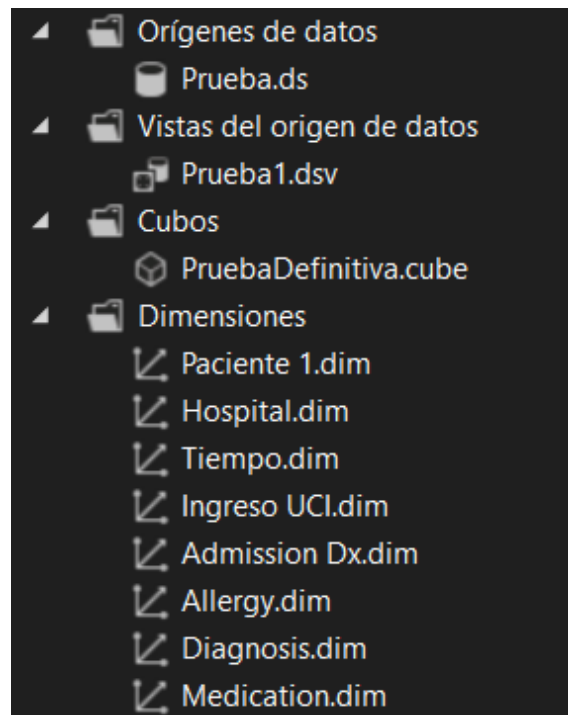 Orígenes de datos
Prueba.ds
Vistas del origen de datos
Prueba1.dsv
Cubos
PruebaDefinitiva.cube
Dimensiones
Paciente 1.dim
Hospital.dim
Tiempo.dim
Ingreso UCI.dim
Admission Dx.dim
Allergy.dim
Diagnosis.dim
Medication.dim